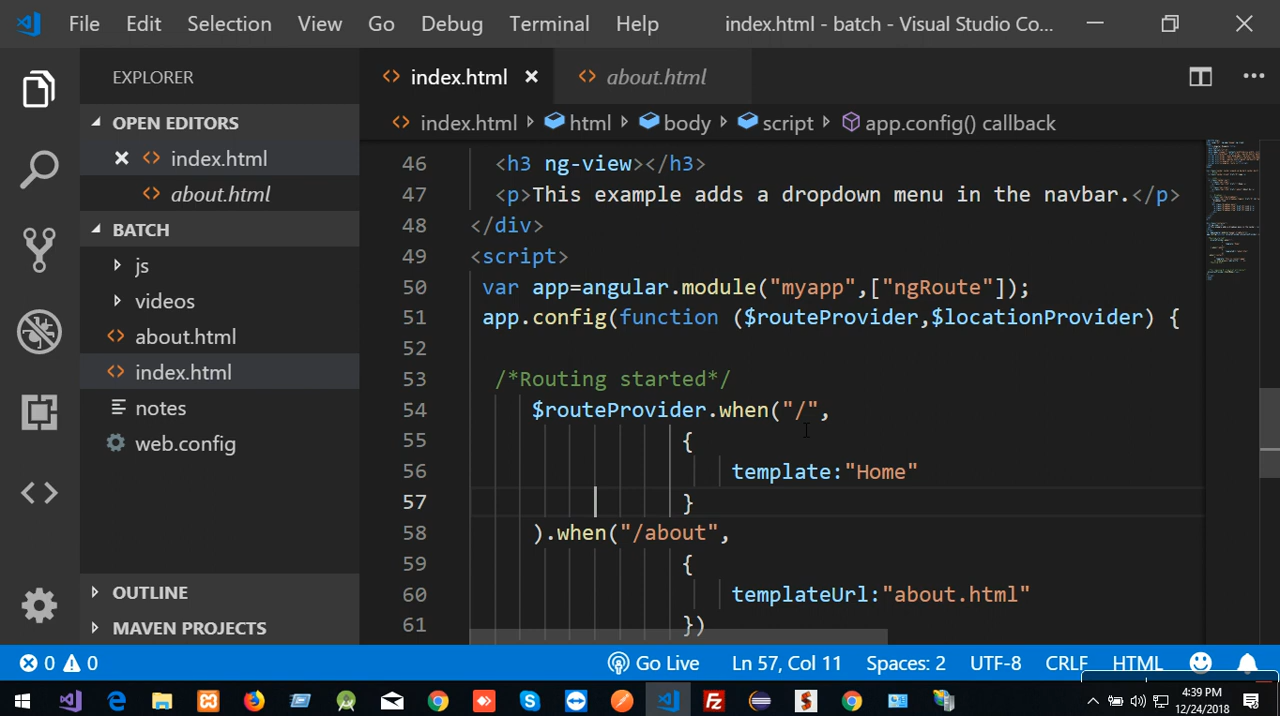 File Edit Selection View Go Debug Terminal Help index.html - batch - Visual Studio Co...
EXPLORER
OPEN EDITORS
index.html
about.html
BATCH
js
videos
about.html
index.html
notes
web.config
OUTLINE
MAVEN PROJECTS
index.html about.html
index.html html body script app.config() callback
46 <h3 ng-view></h3>
47 <p>This example adds a dropdown menu in the navbar.</p>
48 </div>
49 <script>
50 var app=angular.module("myapp",["ngRoute"]);
51 app.config(function ($routeProvider,$locationProvider) {
52
53 /*Routing started*/
54 $routeProvider.when("/",
55 {
56 template:"Home"
57 }
58 ).when("/about",
59 {
60 templateUrl:"about.html"
61 })
0 0 Go Live Ln 57, Col 11 Spaces: 2 UTF-8 CRLF HTML
4:39 PM
12/24/2018